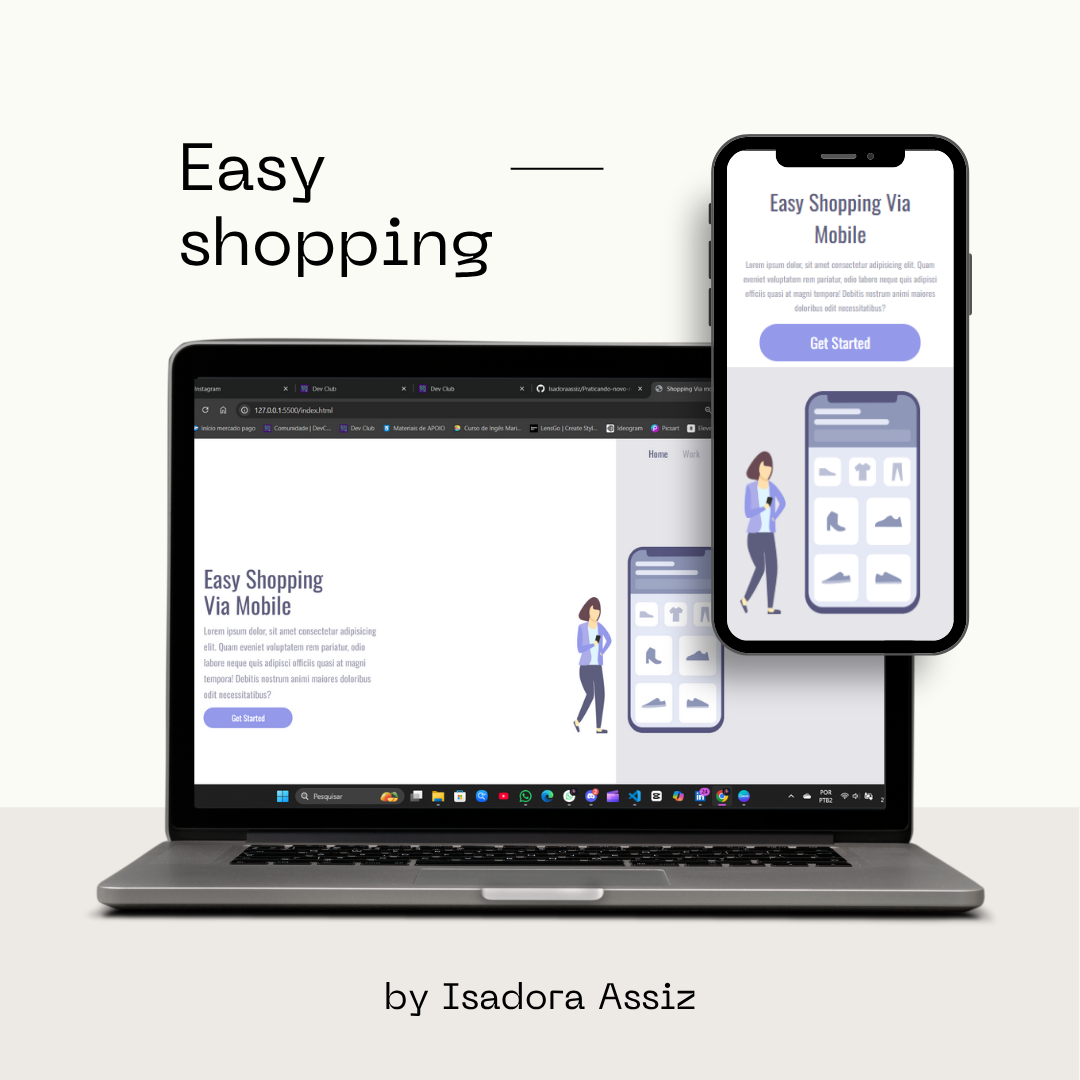 Easy
shopping
Easy Shopping Via
Mobile
Lorem ipsum dolor, sit amet consectetur adipisicing elit. Quam
eveniet voluptatem rem pariatur, odio laboro neque quis adipisci
officiis quasi at magni tempora! Debitis nostrum animi maiores
doloribus odit necessitatibus?
Get Started
Instagram
Dev Club
Dev Club
Isadoraassiz/Praticando-novo-
Shopping Via mo
127.0.0.1:5500/index.html
Início mercado pago
Comunidade | DevC...
Dev Club
Materiais de APOIO
Curso de Inglês Mari...
LensGo | Create Styl...
Ideogram
Picsart
Eleve
Home Work
Easy Shopping
Via Mobile
Lorem ipsum dolor, sit amet consectetur adipisicing
elit. Quam eveniet voluptatem rem pariatur, odio
labore neque quis adipisci officiis quasi at magni
tempora! Debitis nostrum animi maiores doloribus
odit necessitatibus?
Get Started
Pesquisar
POR
PTB2
by Isadora Assiz